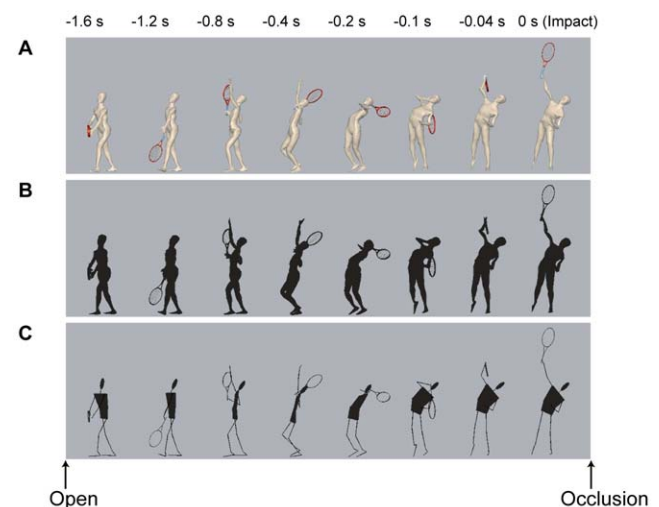 -1.6 s -1.2 s -0.8 s -0.4 s -0.2 s -0.1 s -0.04 s 0 s (Impact)
A
B
C
Open Occlusion